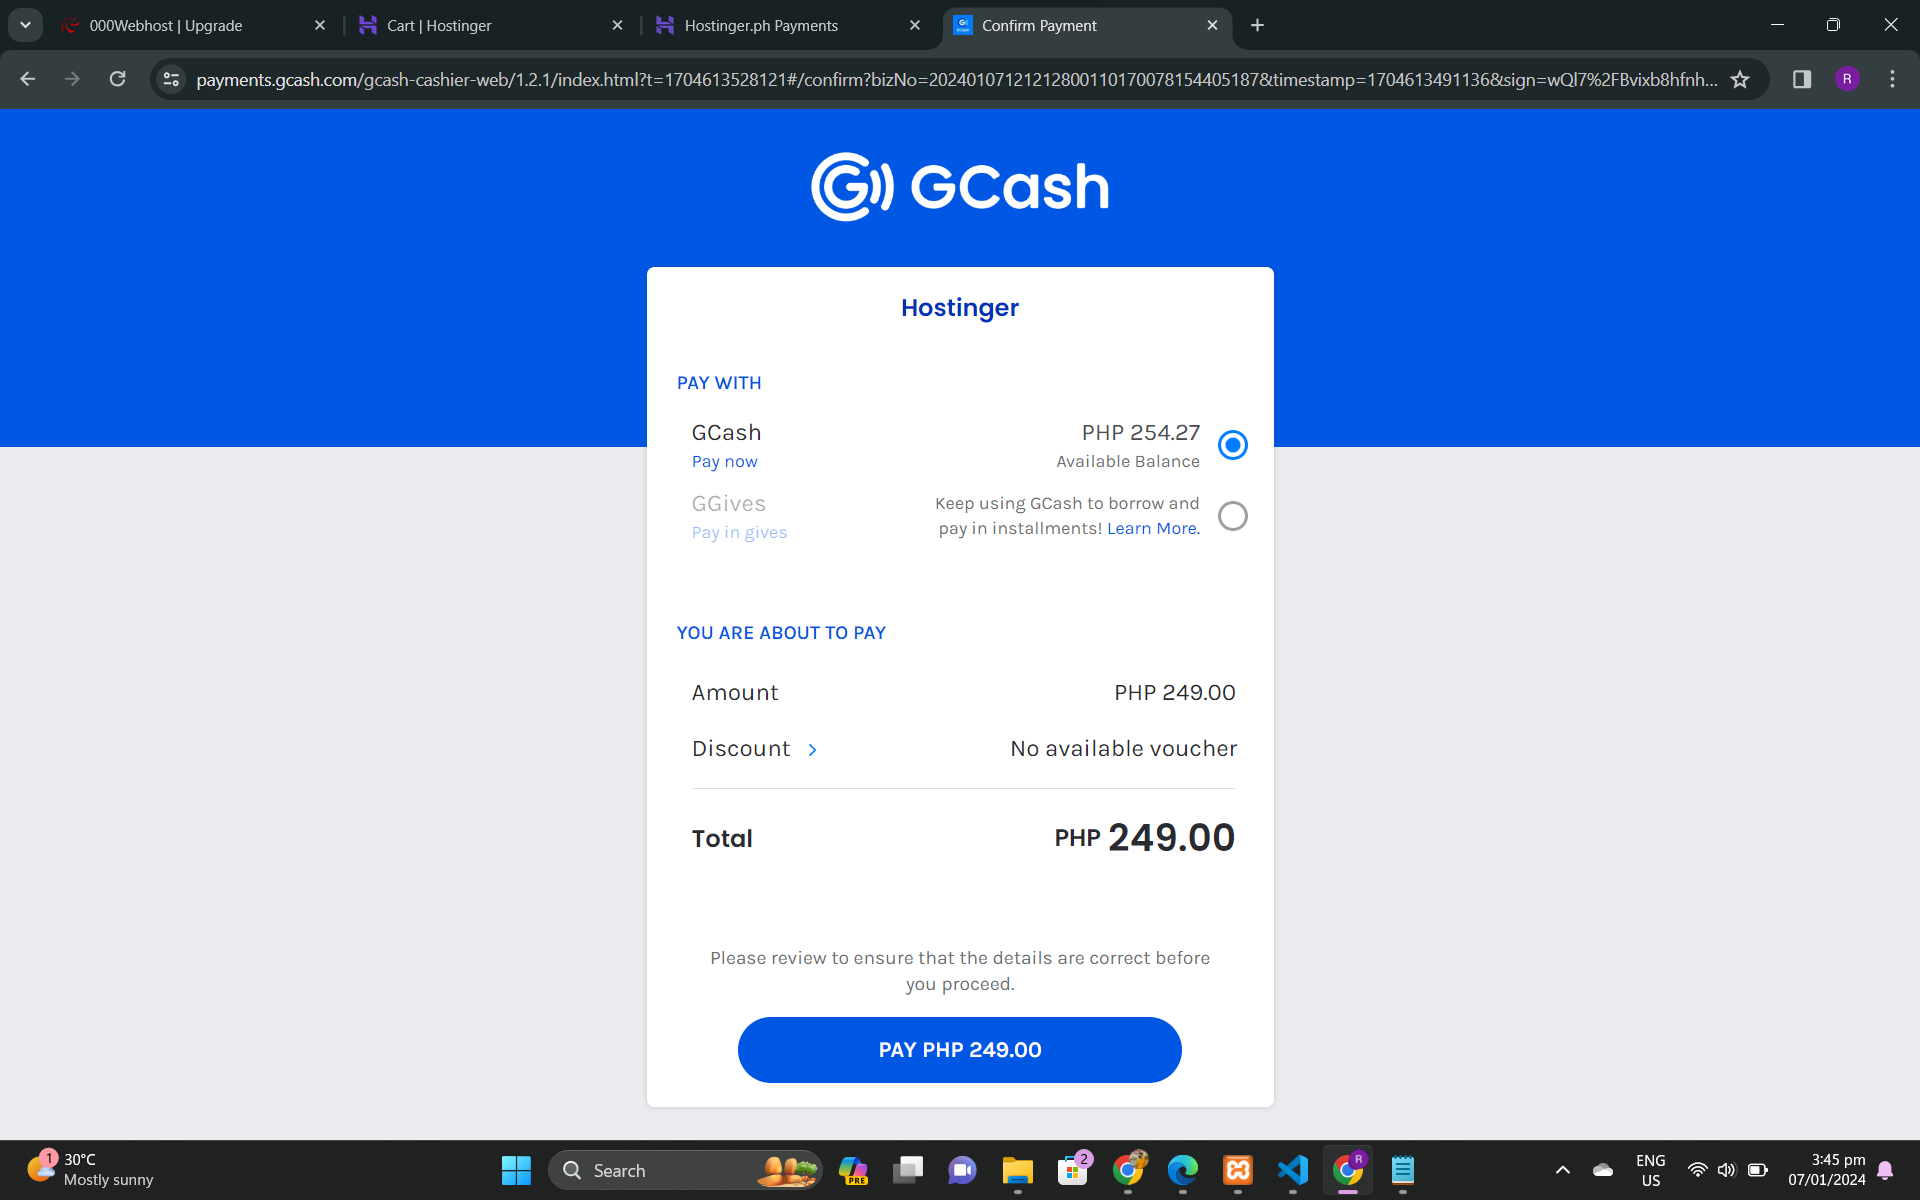 000Webhost | Upgrade
Cart | Hostinger
Hostinger.ph Payments
Confirm Payment
payments.gcash.com/gcash-cashier-web/1.2.1/index.html?t=1704613528121#/confirm?bizNo=20240107121212800110170078154405187&timestamp=1704613491136&sign=wQl7%2FBvixb8hfnh...
R
GCash
Hostinger
PAY WITH
GCash PHP 254.27
Pay now Available Balance
GGives Keep using GCash to borrow and
Pay in gives pay in installments! Learn More.
YOU ARE ABOUT TO PAY
Amount PHP 249.00
Discount > No available voucher
Total PHP 249.00
Please review to ensure that the details are correct before
you proceed.
PAY PHP 249.00
1
30°C
Mostly sunny
Search
PRE
2
R
ENG
US
3:45 pm
07/01/2024